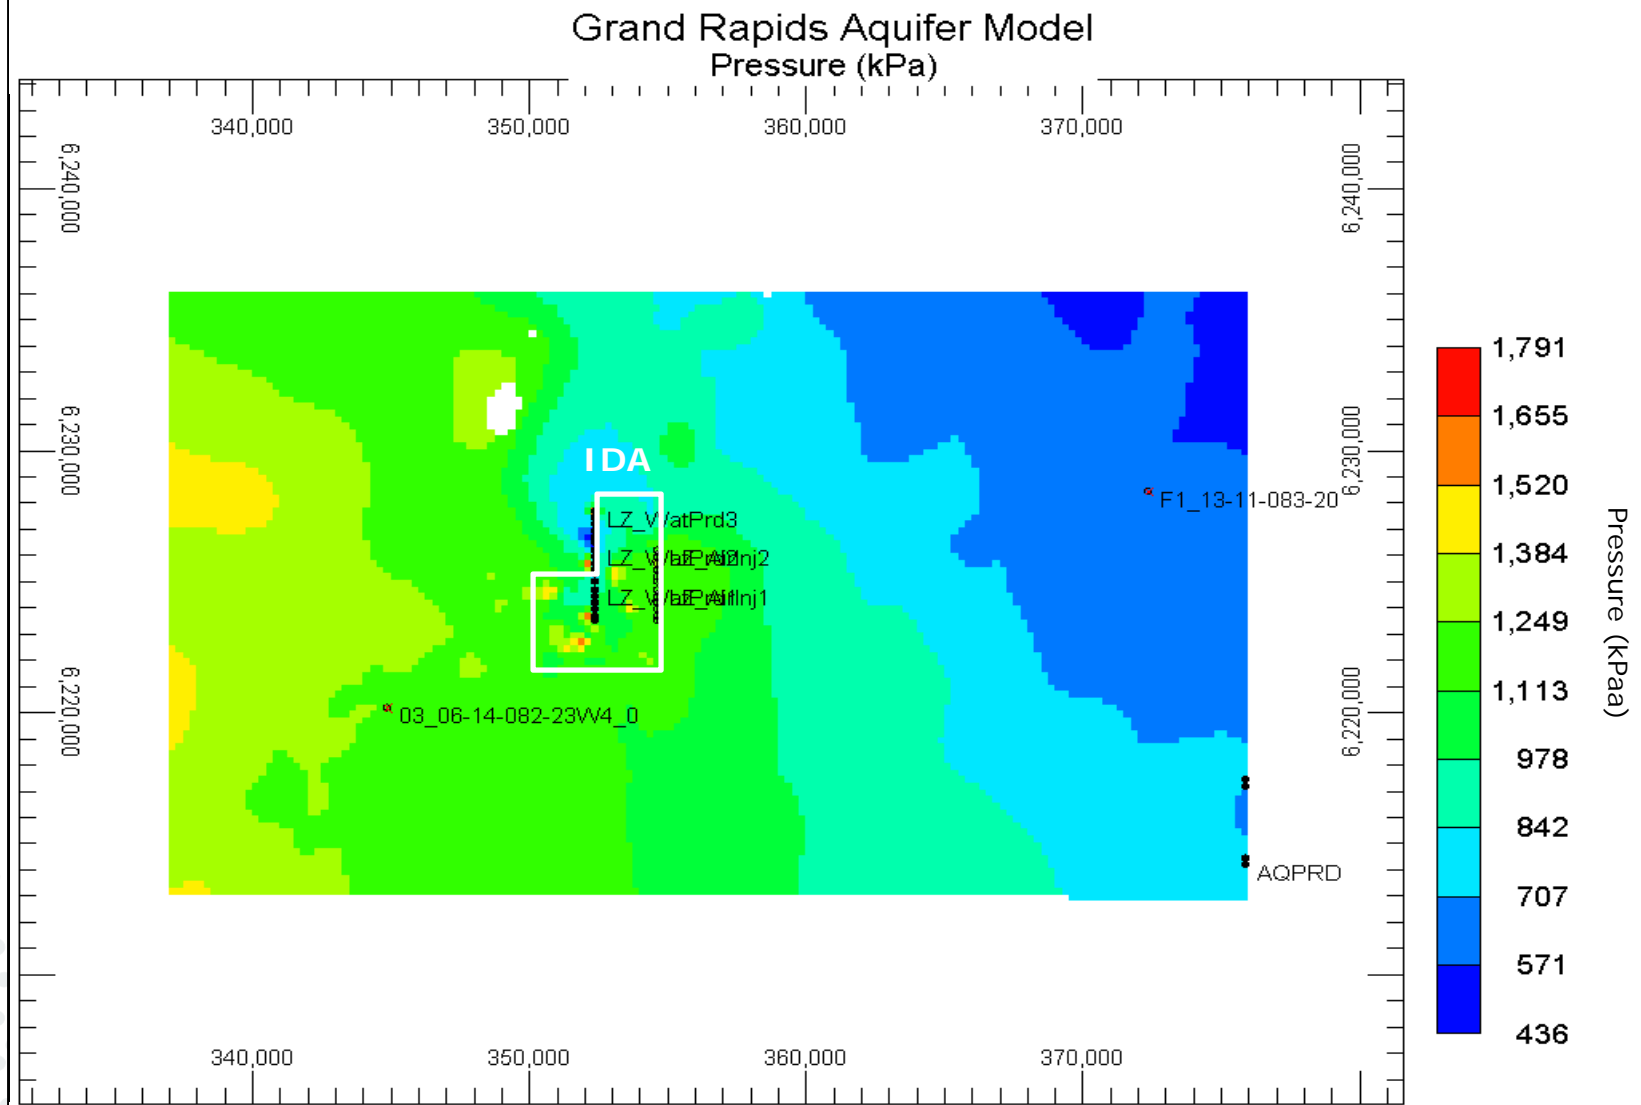 Grand Rapids Aquifer Model
Pressure (kPa)
340,000 350,000 360,000 370,000
6,240,000 6,240,000
6,230,000 6,230,000
6,220,000 6,220,000
IDA
LZ_WatPrd3
F1_13-11-083-20
03_06-14-082-23W4_0
AQPRD
340,000 350,000 360,000 370,000
1,791
1,655
1,520
1,384
1,249
1,113
978
842
707
571
436
Pressure (kPaa)